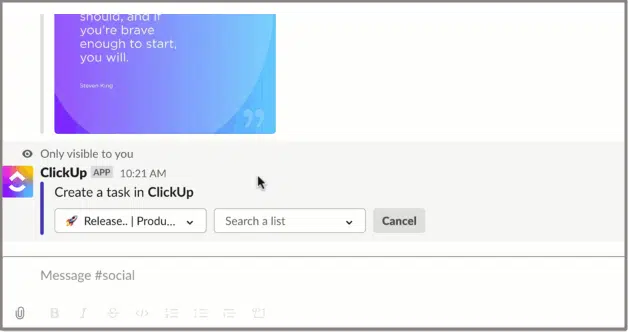 should, and if
you're brave
enough to start,
you will.
Steven King
Only visible to you
ClickUp APP 10:21 AM
Create a task in ClickUp
Release.. | Produ... Search a list Cancel
Message #social